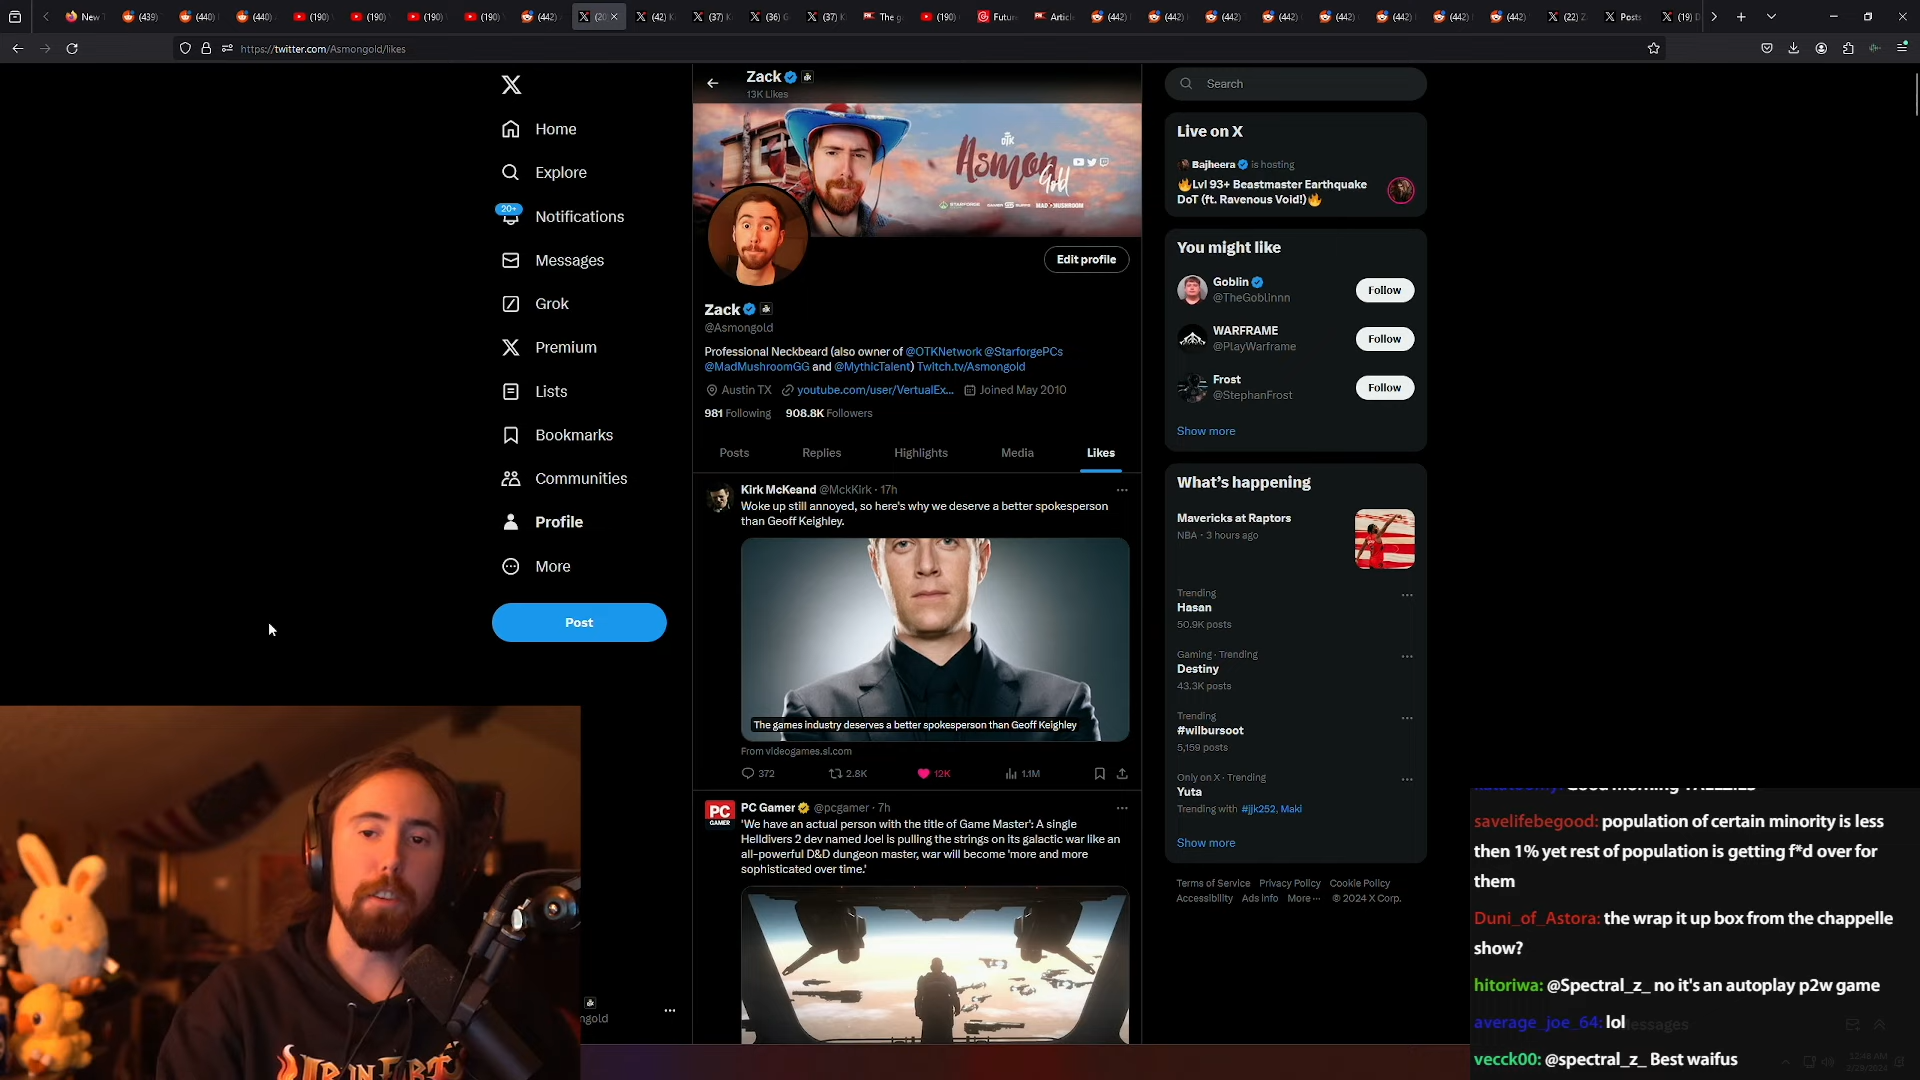 New T
(439)
(440)
(440)
(190)
(190)
(190)
(190)
(442)
(20
(42) K
(37) K
(36) G
(37) K
The g
(190)
Futur
Articl
(442)
(442)
(442)
(442)
(442)
(442)
(442)
(442)
(22) Z
Posts
(19) D
https://twitter.com/Asmongold/likes
Home
Explore
20+
Notifications
Messages
Grok
Premium
Lists
Bookmarks
Communities
Profile
More
Post
Zack
13K Likes
OTK
Asmon
Gold
STARFORGE
GAMER SUPPS
MAD MUSHROOM
Edit profile
Zack
@Asmongold
Professional Neckbeard (also owner of @OTKNetwork @StarforgePCs
@MadMushroomGG and @MythicTalent) Twitch.tv/Asmongold
Austin TX youtube.com/user/VertualEx... Joined May 2010
981 Following 908.8K Followers
Posts Replies Highlights Media Likes
Kirk McKeand @MckKirk · 17h
Woke up still annoyed, so here's why we deserve a better spokesperson
than Geoff Keighley.
The games industry deserves a better spokesperson than Geoff Keighley
From videogames.si.com
372 2.8K 12K 1.1M
PC GAMER
PC Gamer @pcgamer · 7h
'We have an actual person with the title of Game Master': A single
Helldivers 2 dev named Joel is pulling the strings on its galactic war like an
all-powerful D&D dungeon master, war will become 'more and more
sophisticated over time.'
Search
Live on X
Bajheera is hosting
🔥Lvl 93+ Beastmaster Earthquake
DoT (ft. Ravenous Void!)🔥
You might like
Goblin
@TheGoblinnn
Follow
WARFRAME
@PlayWarframe
Follow
Frost
@StephanFrost
Follow
Show more
What's happening
Mavericks at Raptors
NBA · 3 hours ago
Trending
Hasan
50.9K posts
Gaming · Trending
Destiny
43.3K posts
Trending
#wilbursoot
5,159 posts
Only on X · Trending
Yuta
Trending with #jjk252, Maki
Show more
Terms of Service Privacy Policy Cookie Policy
Accessibility Ads info More ··· © 2024 X Corp.
ngold
Messages
savelifebegood: population of certain minority is less
then 1% yet rest of population is getting f*d over for
them
Duni_of_Astora: the wrap it up box from the chappelle
show?
hitoriwa: @Spectral_z_ no it's an autoplay p2w game
average_joe_64: lol
vecck00: @spectral_z_ Best waifus